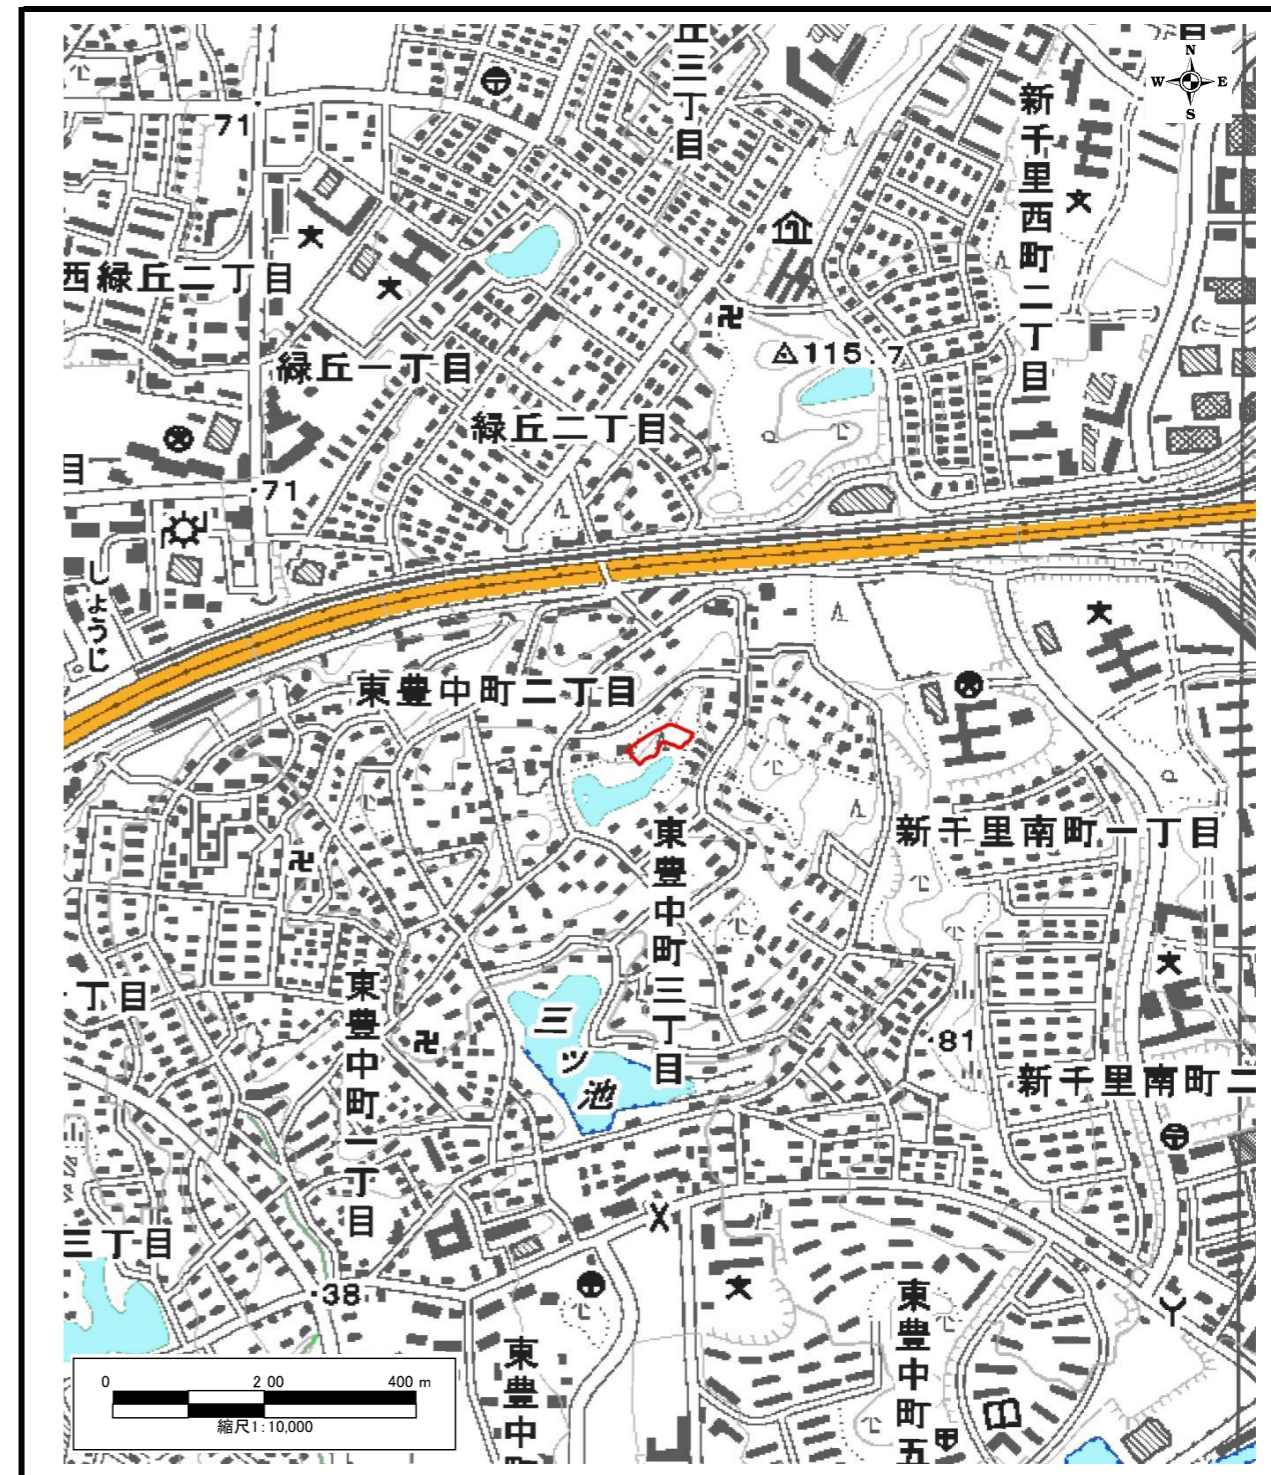 丘三丁目
目
N
W E
S
71
新千里西町二丁目
西緑丘二丁目
115.7
緑丘一丁目
緑丘二丁目
目
71
しょうじ
東豊中町二丁目
東豊中町三丁目
新千里南町一丁目
丁目
東豊中町一丁目
三ッ池
81
新千里南町二
三丁目
38
東豊中町五
東豊中町
0 200 400 m
縮尺1:10,000